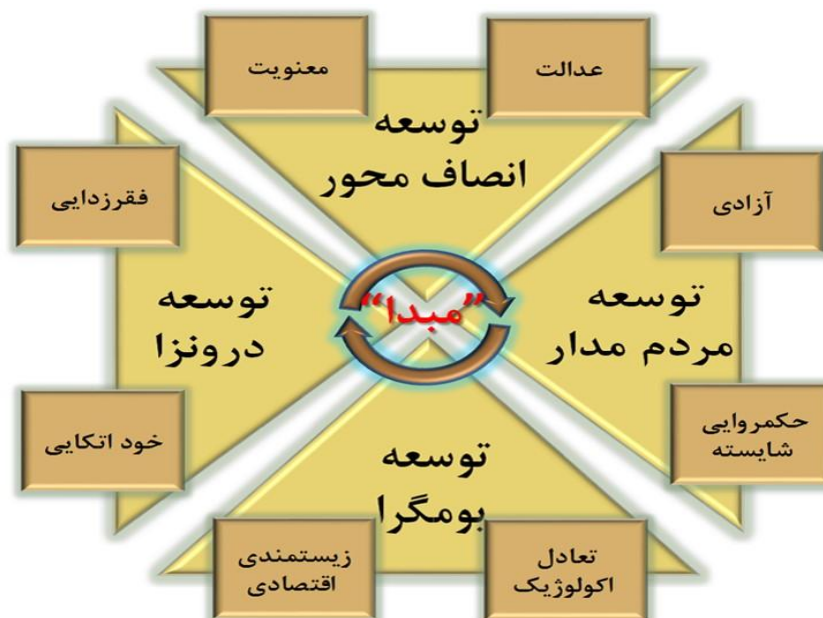 عدالت
معنویت
توسعه
انصاف محور
آزادی
فقرزدایی
توسعه
مردم مدار
”مبدا“
توسعه
درونزا
حکمروایی
شایسته
خود اتکایی
توسعه
بومگرا
تعادل
اکولوژیک
زیستمندی
اقتصادی